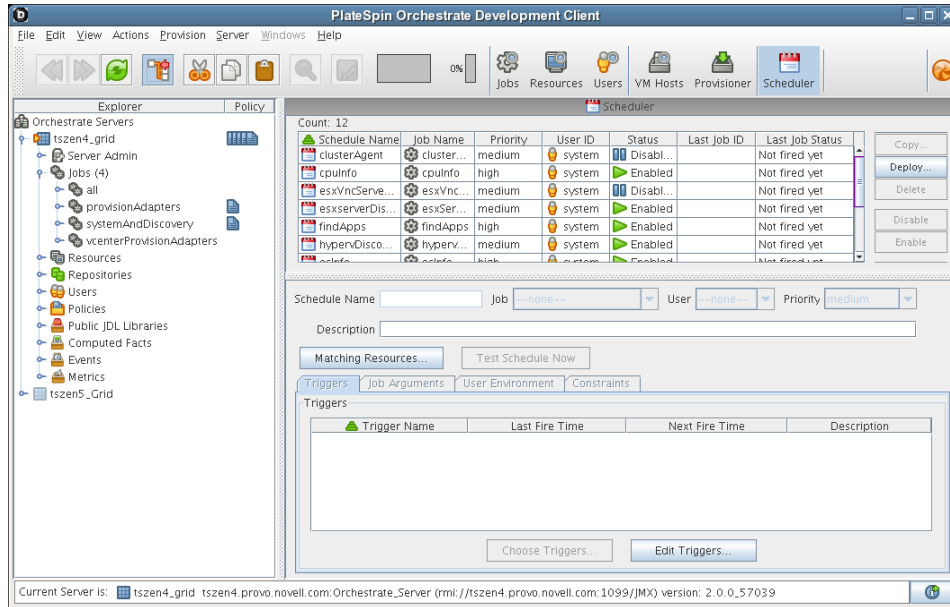 PlateSpin Orchestrate Development Client
File Edit View Actions Provision Server Windows Help
0% Jobs Resources Users VM Hosts Provisioner Scheduler
Explorer Policy
Orchestrate Servers
tszen4_grid
Server Admin
Jobs (4)
all
provisionAdapters
systemAndDiscovery
vcenterProvisionAdapters
Resources
Repositories
Users
Policies
Public JDL Libraries
Computed Facts
Events
Metrics
tszen5_Grid
Scheduler
Count: 12
Schedule Name Job Name Priority User ID Status Last Job ID Last Job Status
clusterAgent cluster... medium system Disabl... Not fired yet
cpuInfo cpuInfo high system Enabled Not fired yet
esxVncServe... esxVnc... medium system Disabl... Not fired yet
esxserverDis... esxSer... medium system Enabled Not fired yet
findApps findApps high system Enabled Not fired yet
hypervDisco... hyperv... medium system Enabled Not fired yet
osInfo osInfo high system Enabled Not fired yet
Copy...
Deploy...
Delete
Disable
Enable
Schedule Name Job --none-- User --none-- Priority medium
Description
Matching Resources... Test Schedule Now
Triggers Job Arguments User Environment Constraints
Triggers
Trigger Name Last Fire Time Next Fire Time Description
Choose Triggers... Edit Triggers...
Current Server is: tszen4_grid tszen4.provo.novell.com:Orchestrate_Server (rmi://tszen4.provo.novell.com:1099/JMX) version: 2.0.0_57039